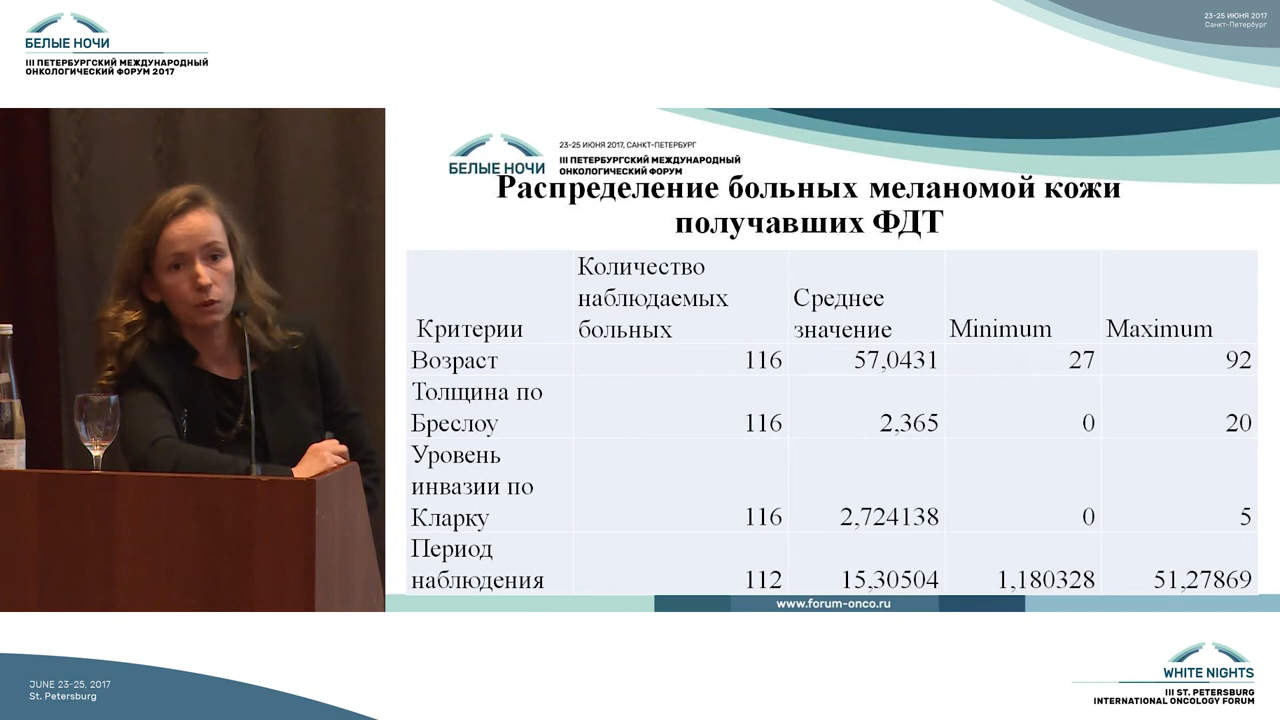 БЕЛЫЕ НОЧИ
III ПЕТЕРБУРГСКИЙ МЕЖДУНАРОДНЫЙ
ОНКОЛОГИЧЕСКИЙ ФОРУМ 2017
23-25 ИЮНЯ 2017
Санкт-Петербург
БЕЛЫЕ НОЧИ
23-25 ИЮНЯ 2017, САНКТ-ПЕТЕРБУРГ
III ПЕТЕРБУРГСКИЙ МЕЖДУНАРОДНЫЙ
ОНКОЛОГИЧЕСКИЙ ФОРУМ
Распределение больных меланомой кожи
получавших ФДТ
Критерии
Количество
наблюдаемых
больных
Среднее
значение
Minimum
Maximum
Возраст 116 57,0431 27 92
Толщина по
Бреслоу 116 2,365 0 20
Уровень
инвазии по
Кларку 116 2,724138 0 5
Период
наблюдения 112 15,30504 1,180328 51,27869
www.forum-onco.ru
JUNE 23-25, 2017
St. Petersburg
WHITE NIGHTS
III ST. PETERSBURG
INTERNATIONAL ONCOLOGY FORUM